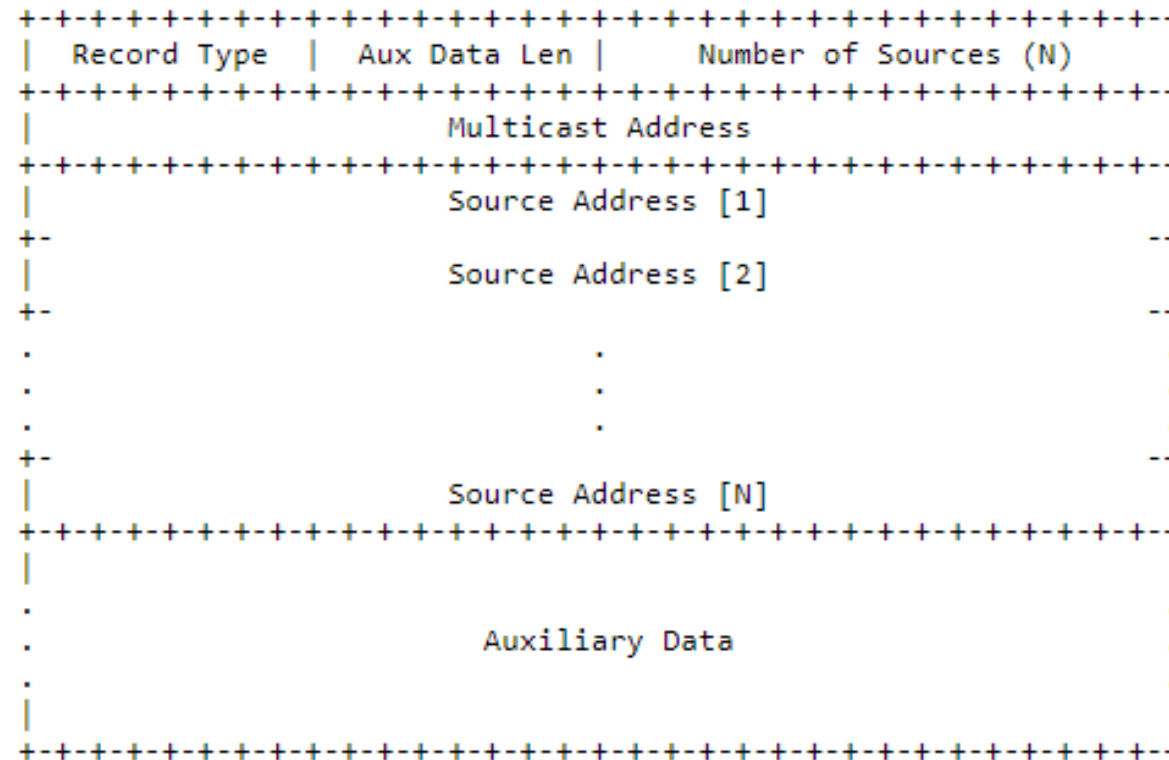 +-+-+-+-+-+-+-+-+-+-+-+-+-+-+-+-+-+-+-+-+-+-+-+-+-+-+-+-+-+-+-+--
|  Record Type  |  Aux Data Len |     Number of Sources (N)
+-+-+-+-+-+-+-+-+-+-+-+-+-+-+-+-+-+-+-+-+-+-+-+-+-+-+-+-+-+-+-+--
|                       Multicast Address
+-+-+-+-+-+-+-+-+-+-+-+-+-+-+-+-+-+-+-+-+-+-+-+-+-+-+-+-+-+-+-+--
|                       Source Address [1]
+-                                                             --
|                       Source Address [2]
+-                                                             --
.                               .                               .
.                               .                               .
.                               .                               .
+-                                                             --
|                       Source Address [N]
+-+-+-+-+-+-+-+-+-+-+-+-+-+-+-+-+-+-+-+-+-+-+-+-+-+-+-+-+-+-+-+--
|
.                                                               .
.                         Auxiliary Data                        .
.                                                               .
|
+-+-+-+-+-+-+-+-+-+-+-+-+-+-+-+-+-+-+-+-+-+-+-+-+-+-+-+-+-+-+-+--